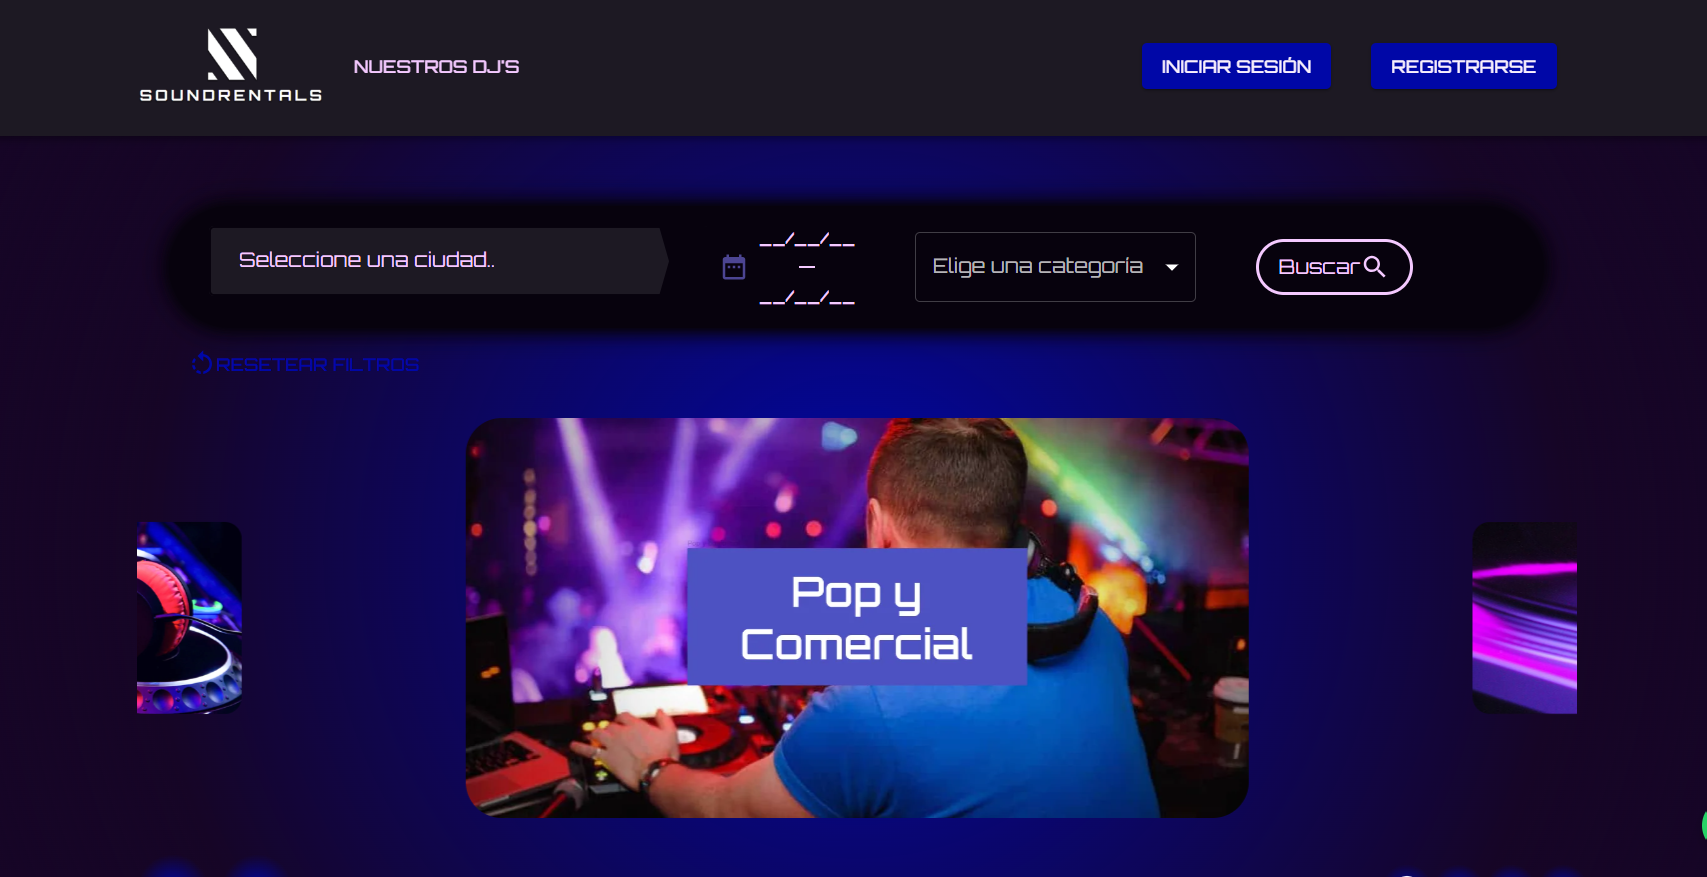 SOUNDRENTALS
NUESTROS DJ'S
INICIAR SESIÓN
REGISTRARSE
Seleccione una ciudad..
__/__/__
—
__/__/__
Elige una categoría
Buscar
RESETEAR FILTROS
Pop y
Comercial